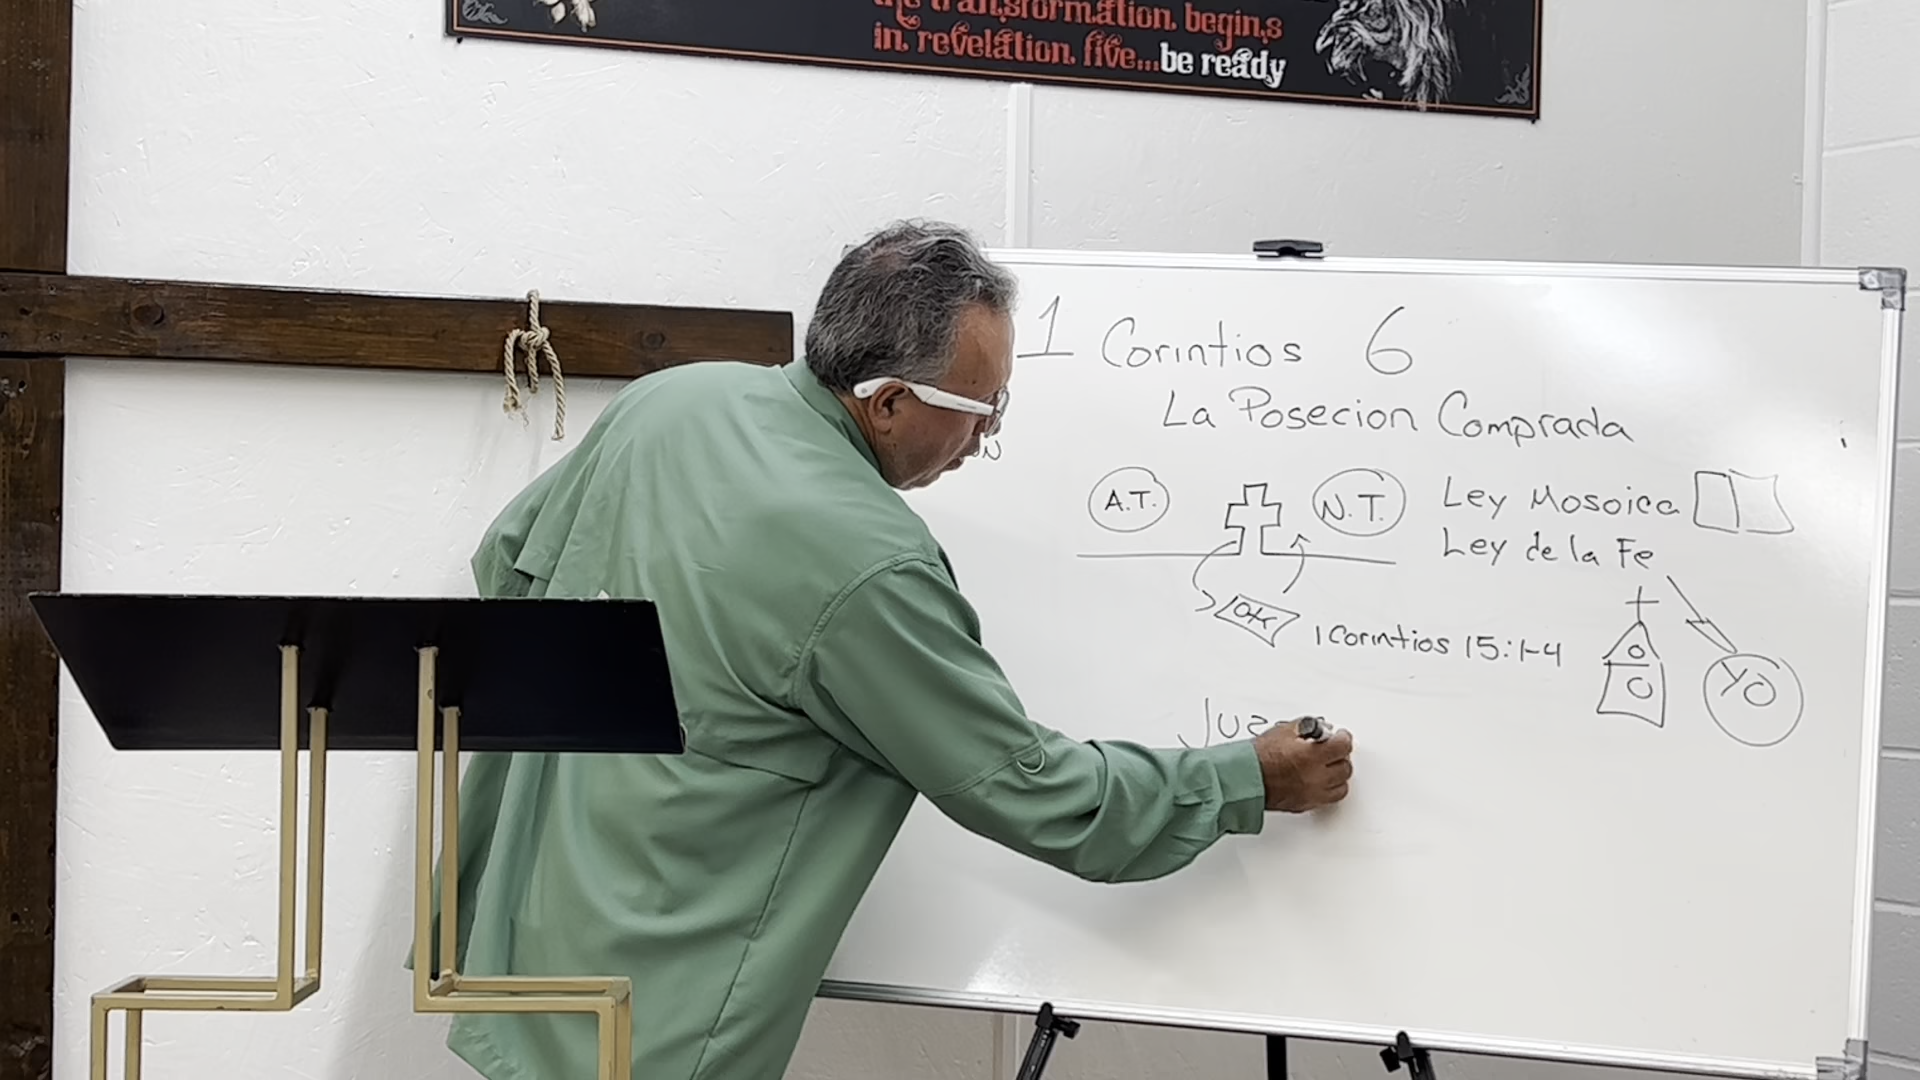 the transformation begins
in revelation five...be ready
1 Corintios 6
La Posecion Comprada
A.T.
N.T.
Ley Mosoica
Ley de la Fe
1 Corintios 15:1-4
YO